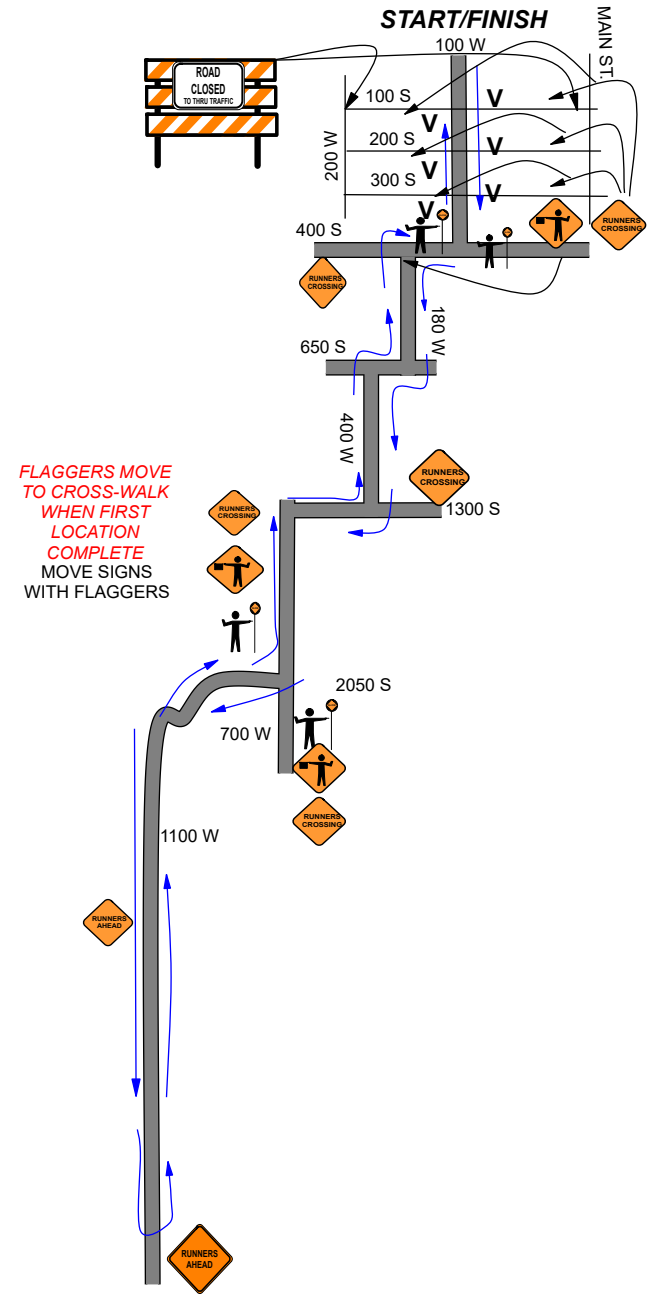 START/FINISH
100 W
MAIN ST.
ROAD
CLOSED
TO THRU TRAFFIC
100 S
V
V
200 W
200 S
V
V
300 S
V
V
RUNNERS
CROSSING
400 S
RUNNERS
CROSSING
180 W
650 S
400 W
FLAGGERS MOVE
TO CROSS-WALK
WHEN FIRST
LOCATION
COMPLETE
MOVE SIGNS
WITH FLAGGERS
RUNNERS
CROSSING
RUNNERS
CROSSING
1300 S
2050 S
700 W
RUNNERS
CROSSING
1100 W
RUNNERS
AHEAD
RUNNERS
AHEAD